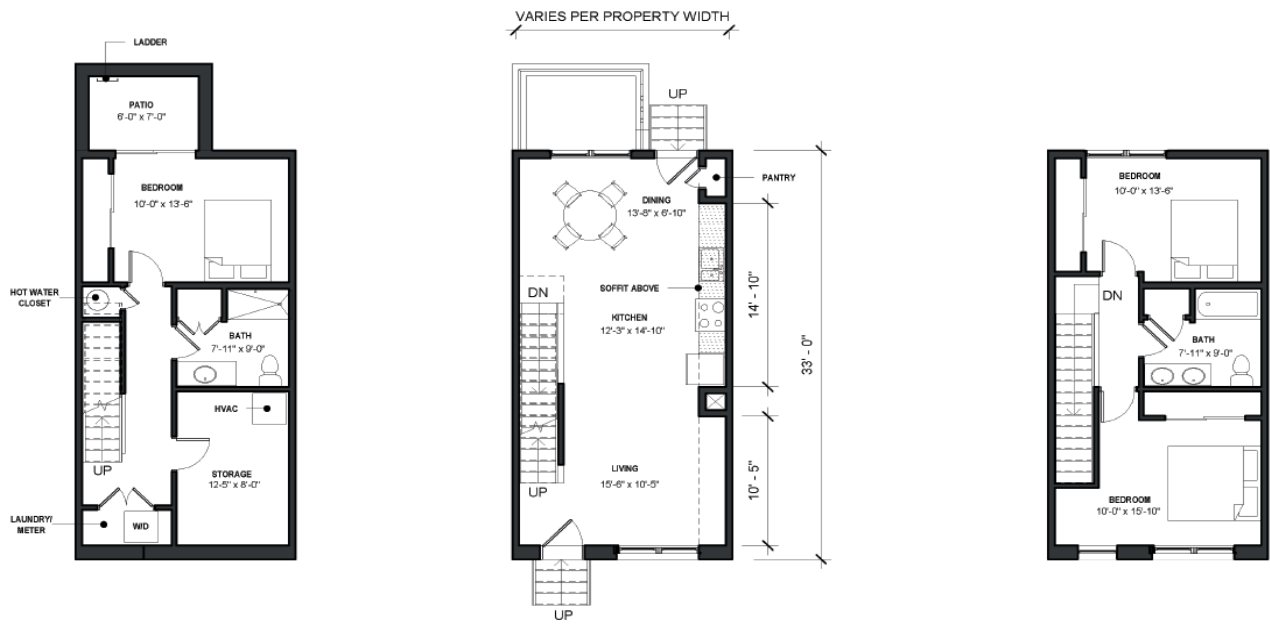 LADDER
PATIO
6'-0" x 7'-0"
BEDROOM
10'-0" x 13'-6"
HOT WATER
CLOSET
BATH
7'-11" x 9'-0"
HVAC
UP
STORAGE
12'-5" x 8'-0"
LAUNDRY/
METER
W/D
VARIES PER PROPERTY WIDTH
UP
PANTRY
DINING
13'-8" x 6'-10"
DN
SOFFIT ABOVE
KITCHEN
12'-3" x 14'-10"
14' - 10"
33' - 0"
LIVING
15'-6" x 10'-5"
10' - 5"
UP
UP
BEDROOM
10'-0" x 13'-6"
DN
BATH
7'-11" x 9'-0"
BEDROOM
10'-0" x 15'-10"